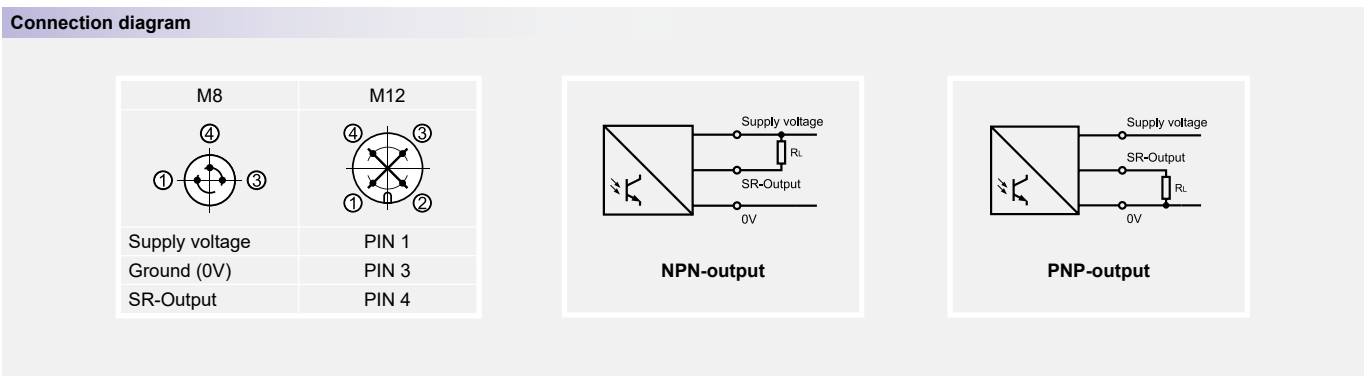 Connection diagram
M8 M12
④ ④ ③
① ③ ① ②
Supply voltage PIN 1
Ground (0V) PIN 3
SR-Output PIN 4
Supply voltage
RL
SR-Output
0V
NPN-output
Supply voltage
SR-Output
RL
0V
PNP-output